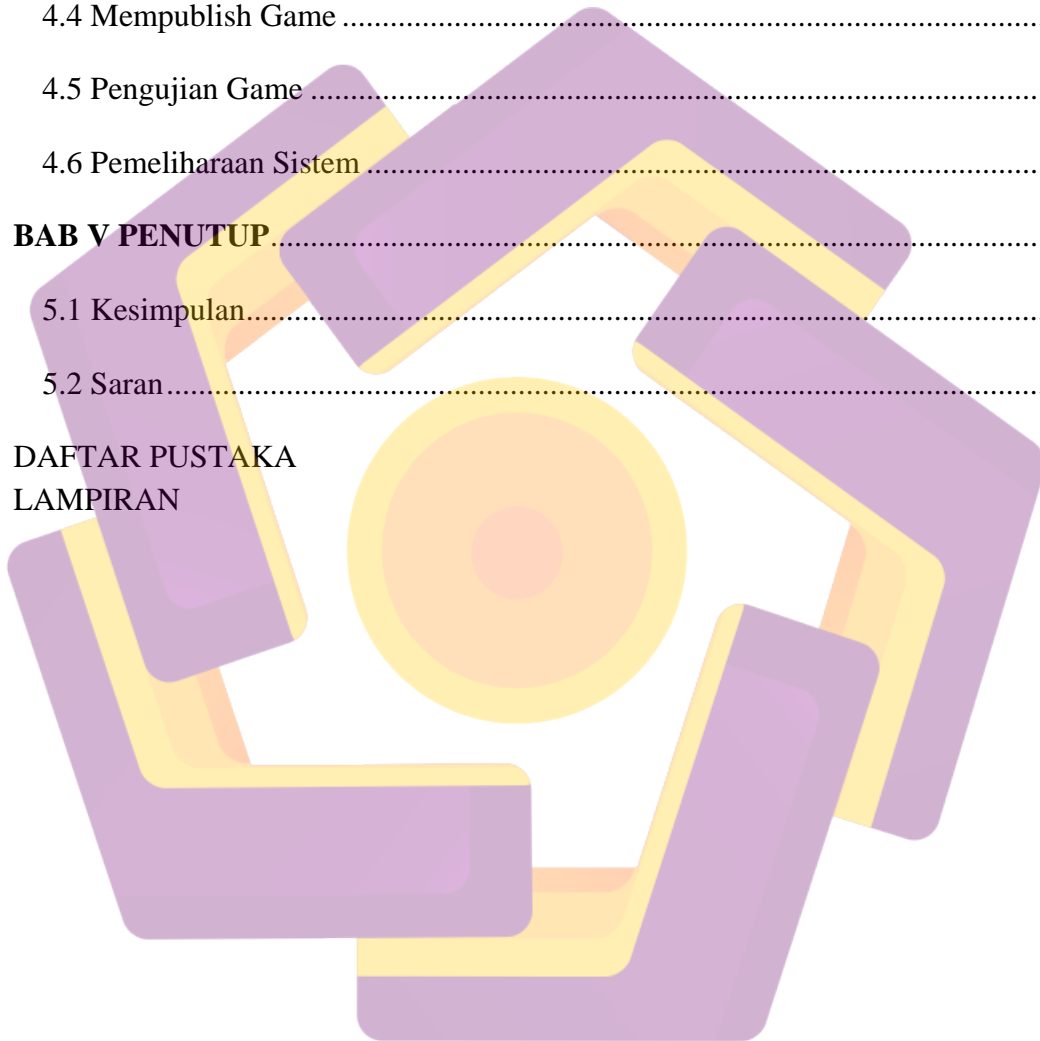 4.4 Mempublish Game ....................................................................................
4.5 Pengujian Game ........................................................................................
4.6 Pemeliharaan Sistem .................................................................................
BAB V PENUTUP...........................................................................................
5.1 Kesimpulan................................................................................................
5.2 Saran ..........................................................................................................
DAFTAR PUSTAKA
LAMPIRAN